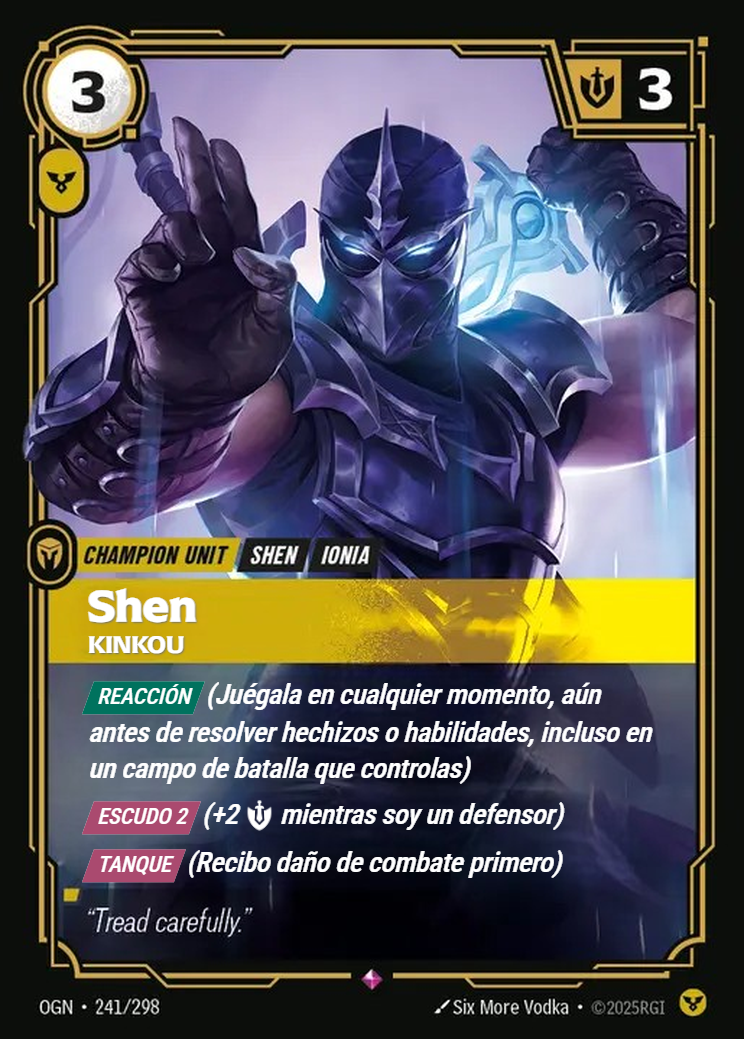 3
3
CHAMPION UNIT SHEN IONIA
Shen
KINKOU
REACCIÓN (Juégala en cualquier momento, aún
antes de resolver hechizos o habilidades, incluso en
un campo de batalla que controlas)
ESCUDO 2 (+2 mientras soy un defensor)
TANQUE (Recibo daño de combate primero)
“Tread carefully.”
OGN • 241/298
Six More Vodka • ©2025RGI